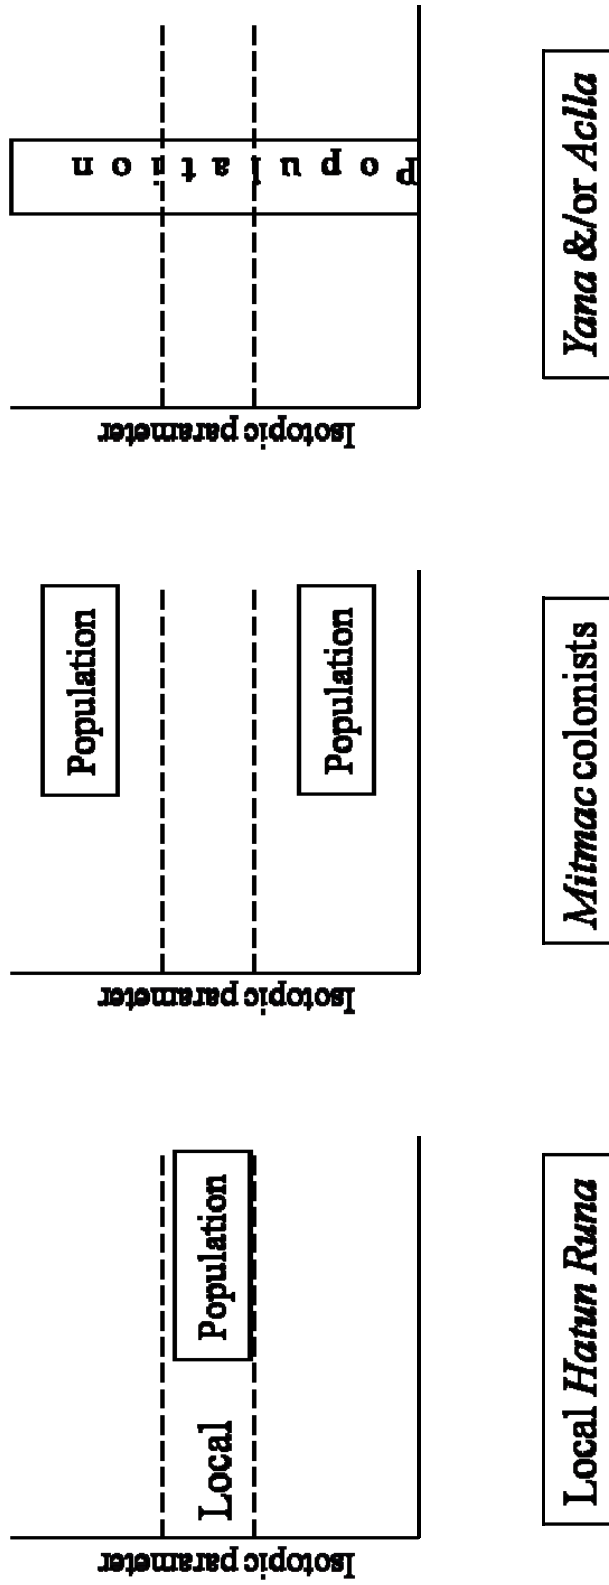 Isotopic parameter
Local
Population
Local Hatun Runa
Isotopic parameter
Population
Population
Mitmac colonists
Isotopic parameter
Population
Yana &/or Aclla